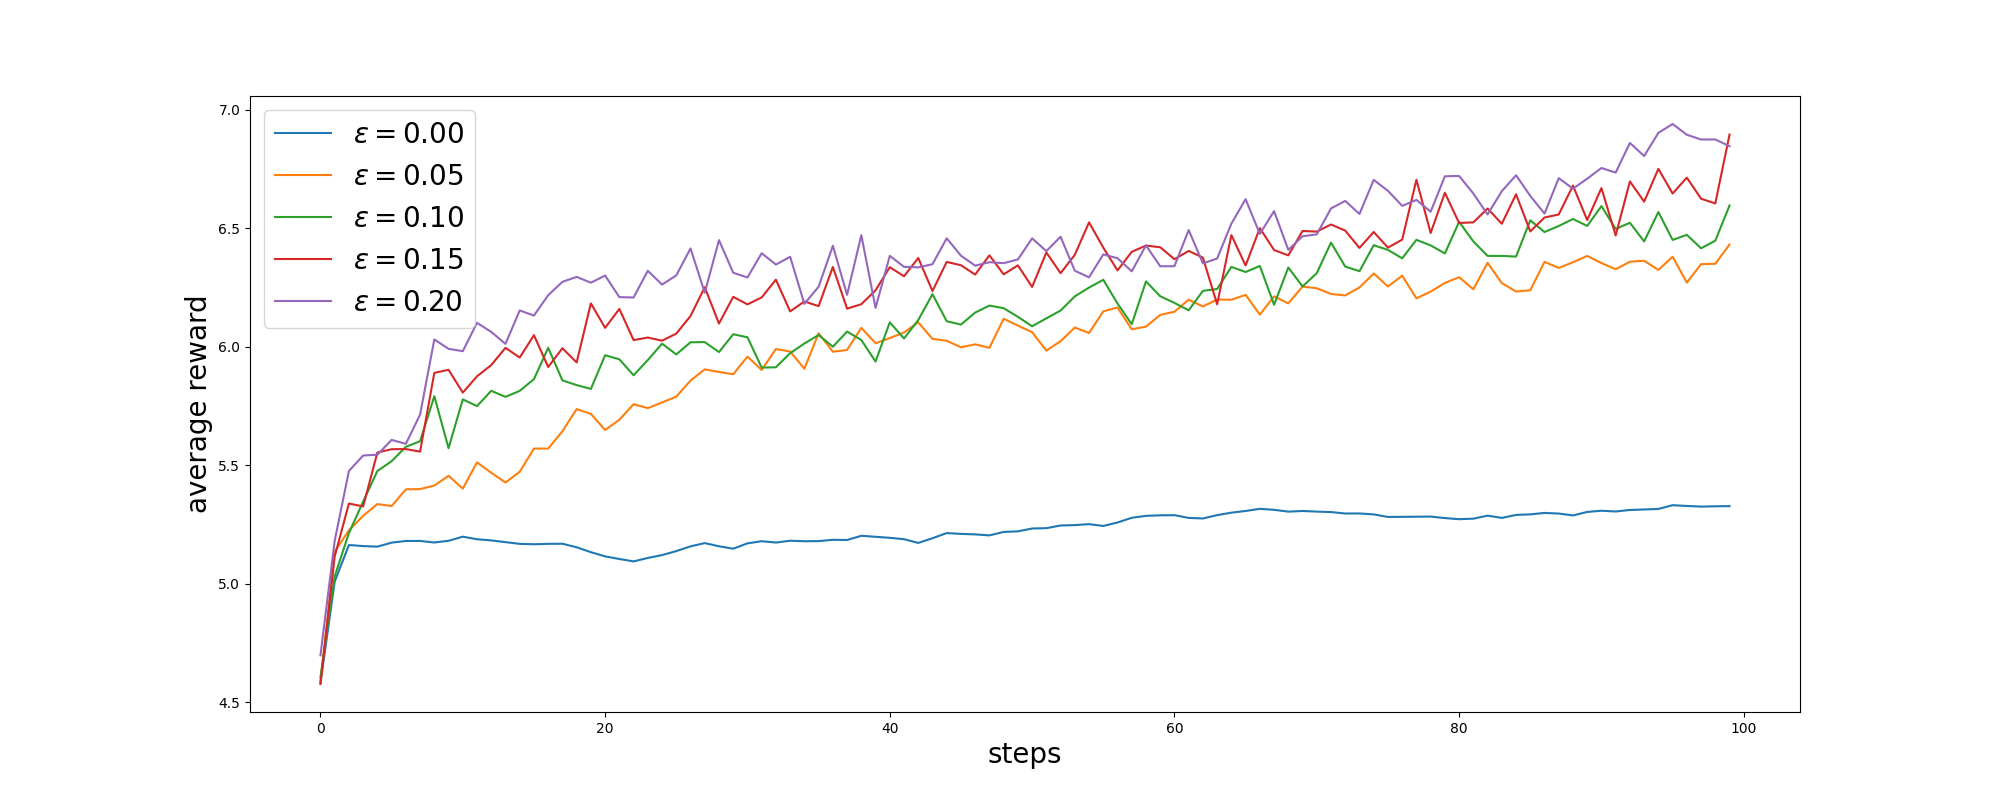 7.0
6.5
6.0
5.5
5.0
4.5
average reward
ε = 0.00
ε = 0.05
ε = 0.10
ε = 0.15
ε = 0.20
0 20 40 60 80 100
steps